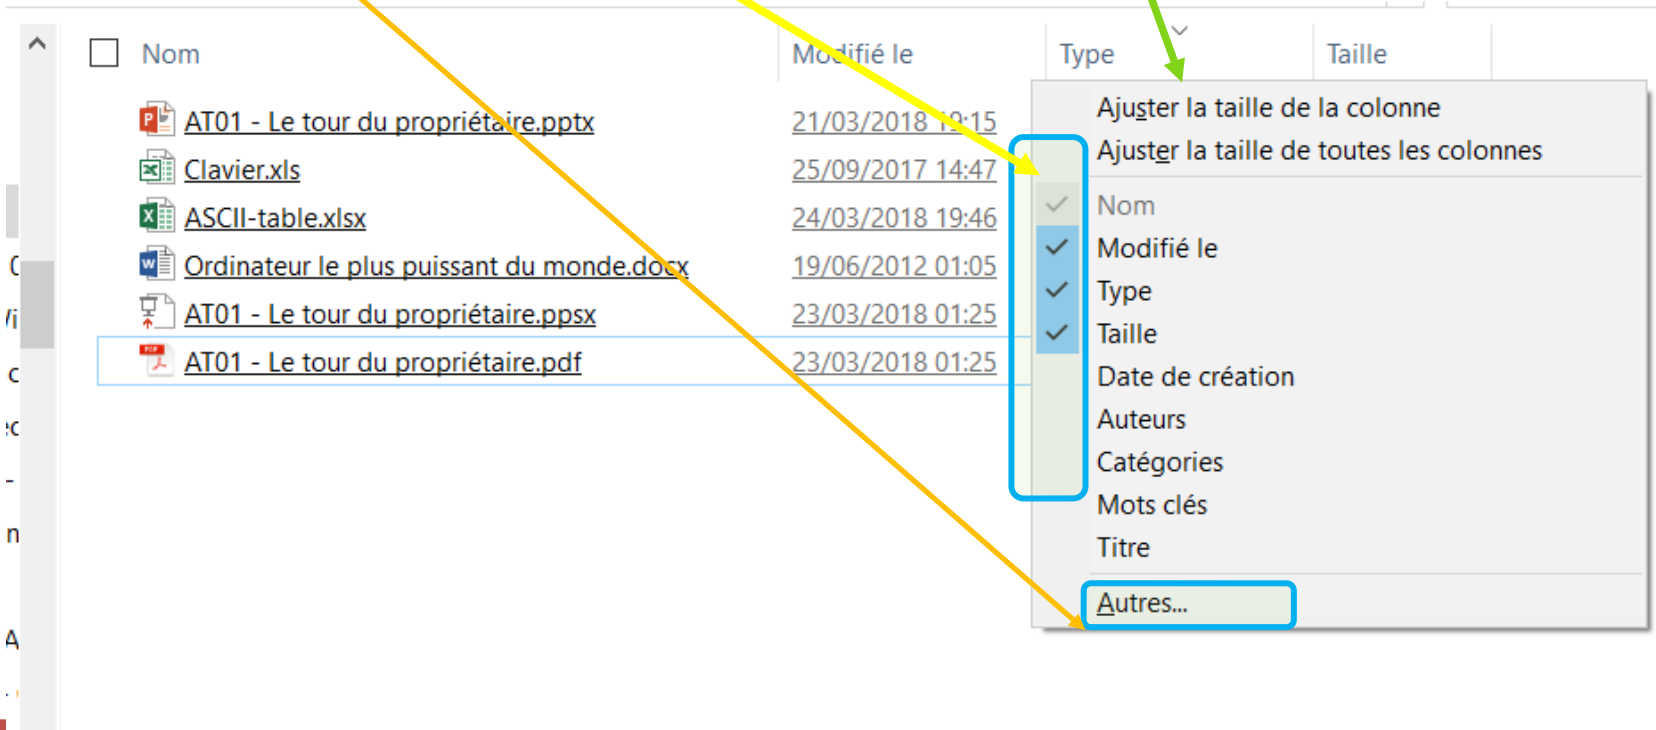 Nom Modifié le Type Taille
AT01 - Le tour du propriétaire.pptx 21/03/2018 19:15
Clavier.xls 25/09/2017 14:47
ASCII-table.xlsx 24/03/2018 19:46
Ordinateur le plus puissant du monde.docx 19/06/2012 01:05
AT01 - Le tour du propriétaire.ppsx 23/03/2018 01:25
AT01 - Le tour du propriétaire.pdf 23/03/2018 01:25
Ajuster la taille de la colonne
Ajuster la taille de toutes les colonnes
Nom
Modifié le
Type
Taille
Date de création
Auteurs
Catégories
Mots clés
Titre
Autres...